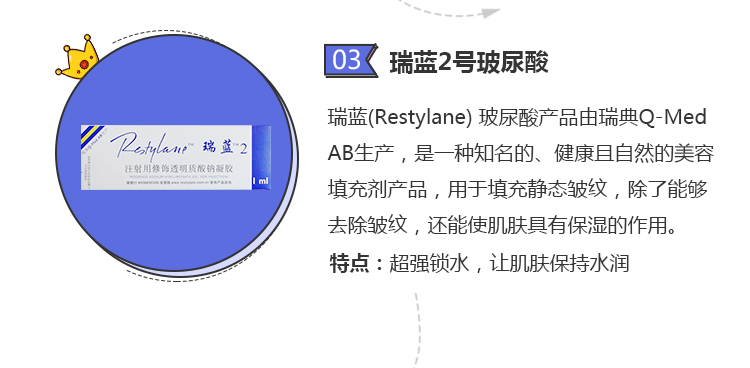 03 瑞蓝2号玻尿酸
瑞蓝(Restylane) 玻尿酸产品由瑞典Q-Med
AB生产，是一种知名的、健康且自然的美容
填充剂产品，用于填充静态皱纹，除了能够
去除皱纹，还能使肌肤具有保湿的作用。
特点：超强锁水，让肌肤保持水润
Restylane™ 瑞蓝™2
注射用修饰透明质酸钠凝胶
1 ml